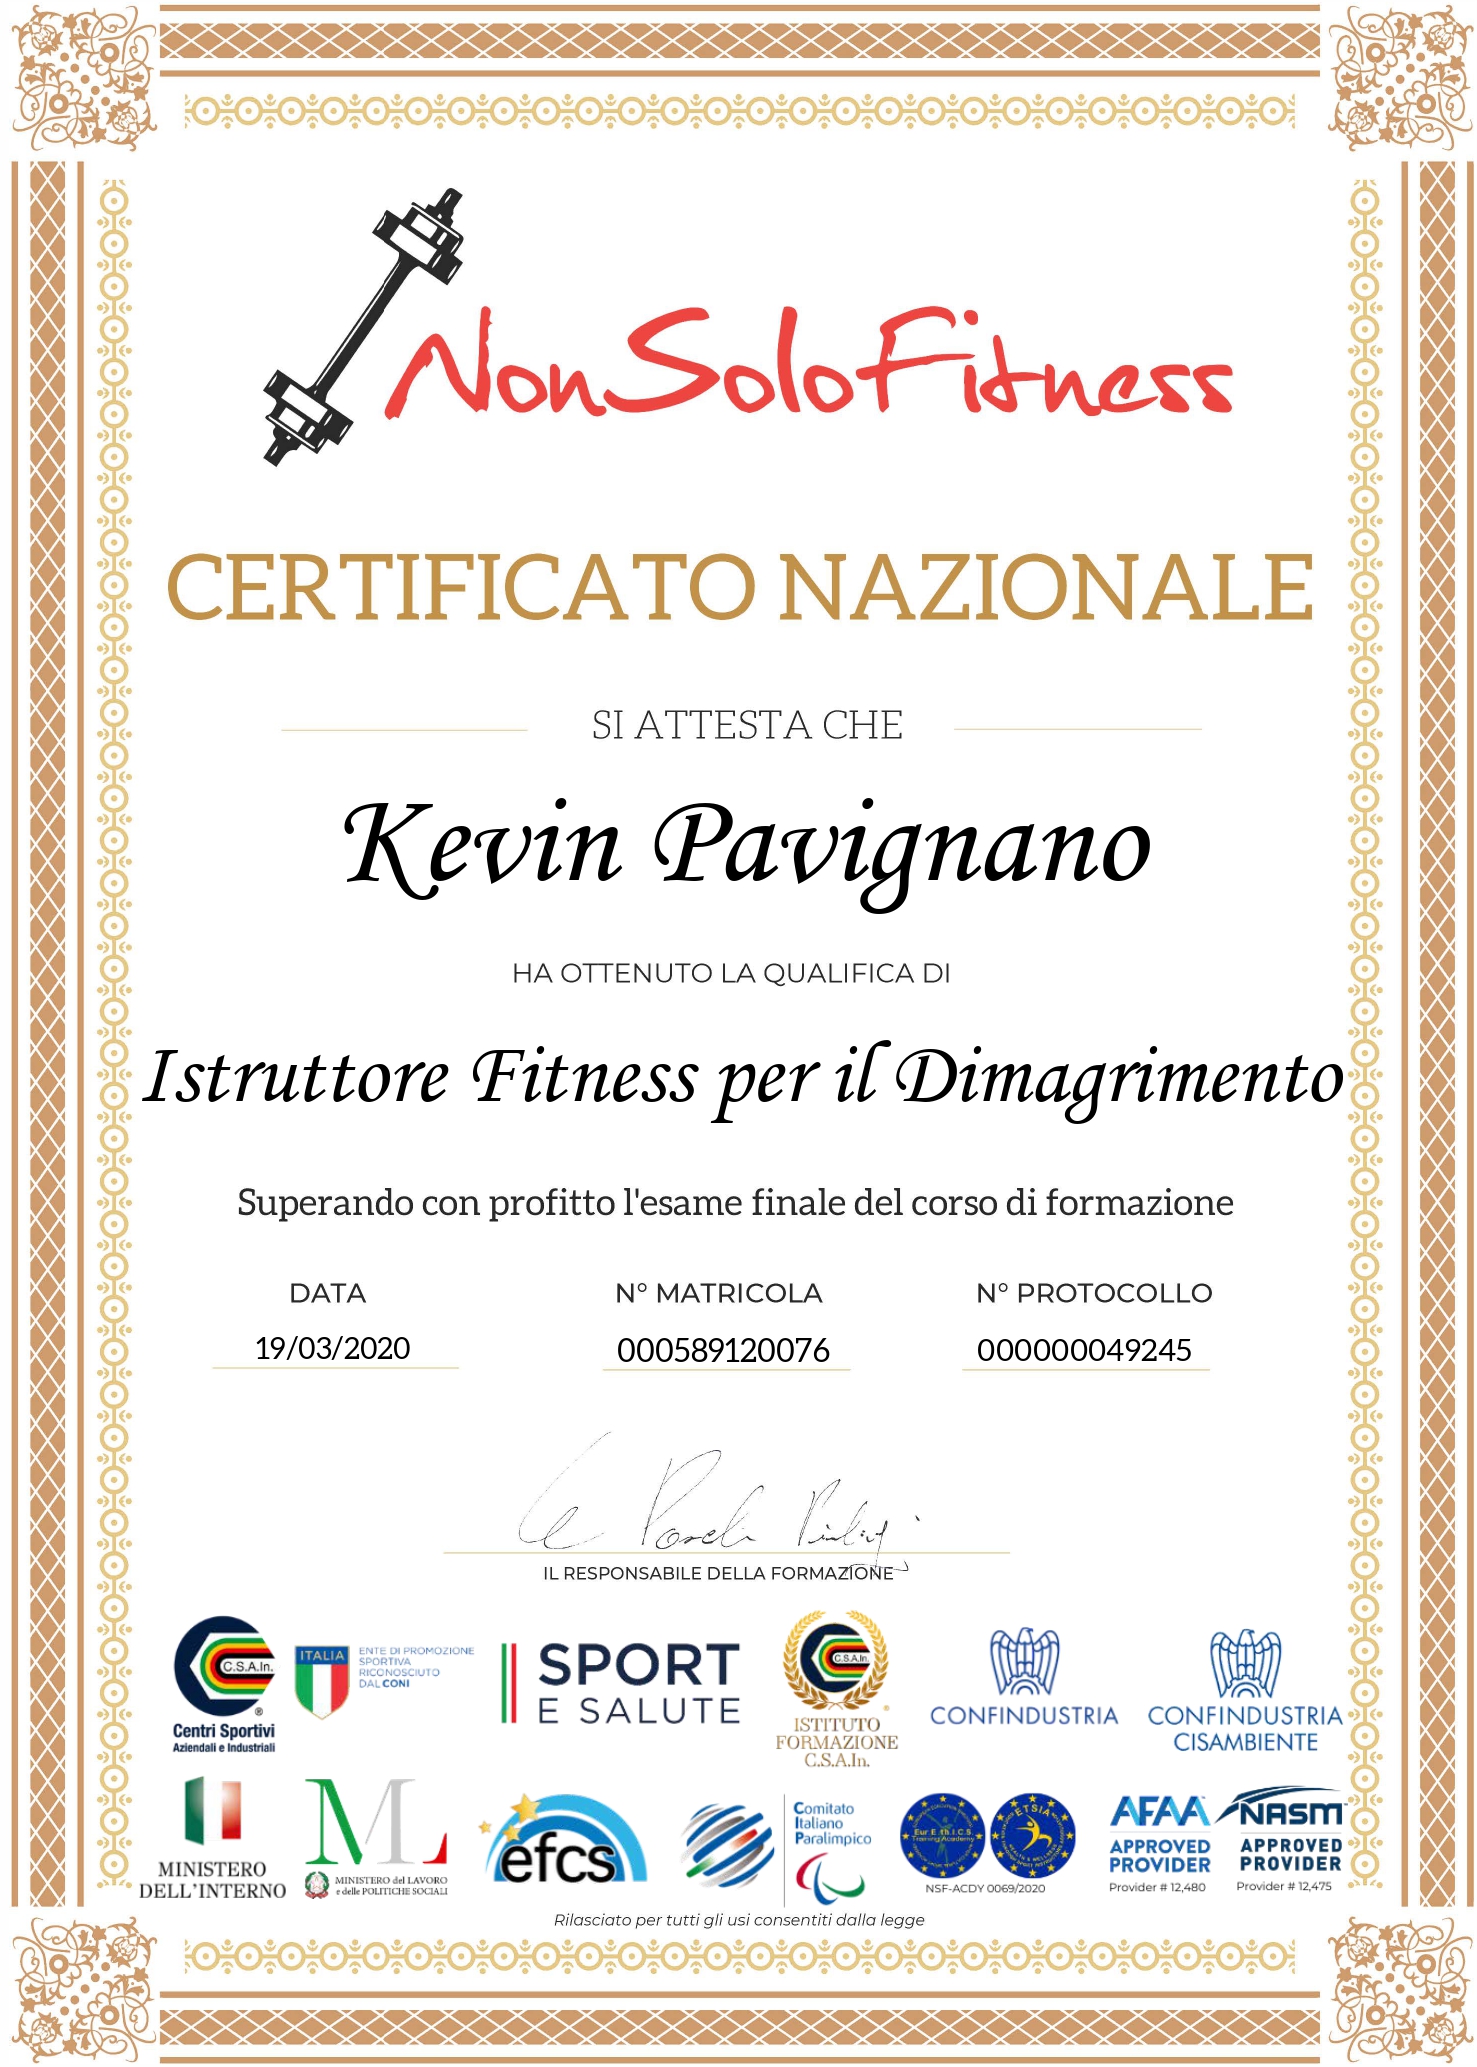 NonSoloFitness
CERTIFICATO NAZIONALE
SI ATTESTA CHE
Kevin Pavignano
HA OTTENUTO LA QUALIFICA DI
Istruttore Fitness per il Dimagrimento
Superando con profitto l'esame finale del corso di formazione
DATA
N° MATRICOLA
N° PROTOCOLLO
19/03/2020
000589120076
000000049245
IL RESPONSABILE DELLA FORMAZIONE
C.S.A.In.
®
Centri Sportivi
Aziendali e Industriali
ITALIA
ENTE DI PROMOZIONE
SPORTIVA
RICONOSCIUTO
DAL CONI
SPORT
E SALUTE
C.S.A.In.
®
ISTITUTO
FORMAZIONE
C.S.A.In.
CONFINDUSTRIA
CONFINDUSTRIA
CISAMBIENTE
MINISTERO
DELL'INTERNO
ML
MINISTERO del LAVORO
e delle POLITICHE SOCIALI
efcs
Comitato
Italiano
Paralimpico
Eur.E.th.I.C.S.
Training Academy
ETSIA
NSF-ACDY 0069/2020
AFAA
APPROVED
PROVIDER
Provider # 12,480
NASM
APPROVED
PROVIDER
Provider # 12,475
Rilasciato per tutti gli usi consentiti dalla legge